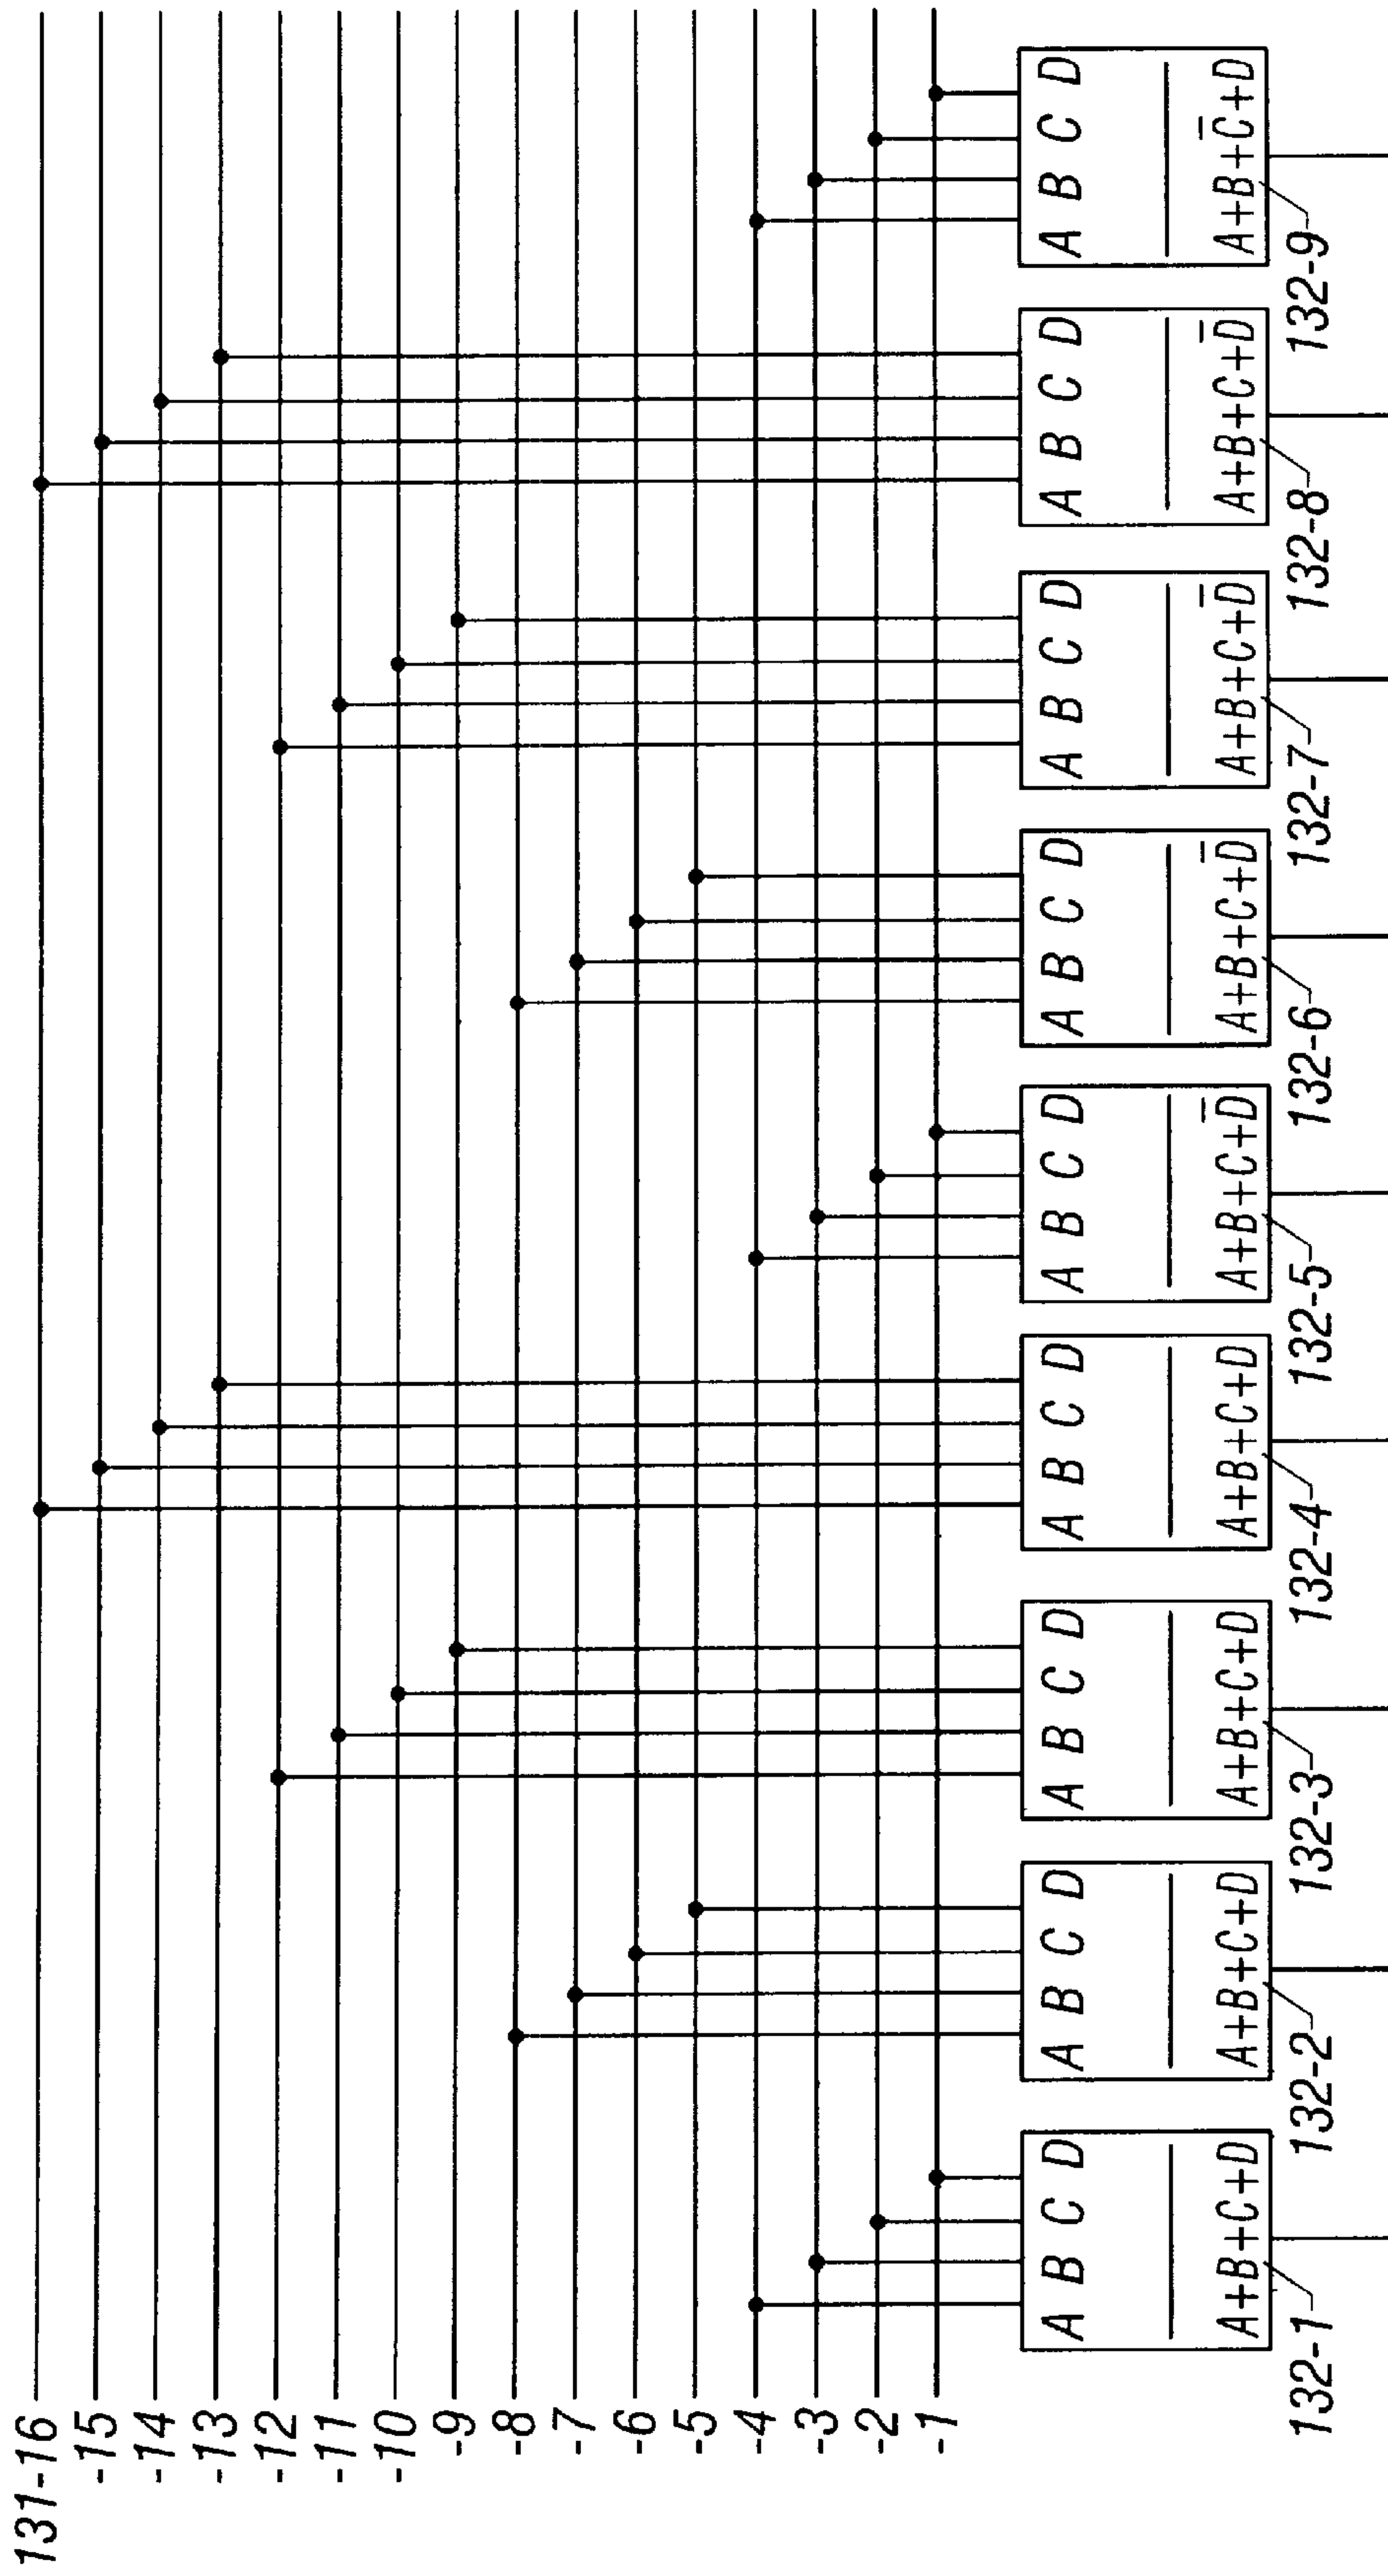 131-16
-15
-14
-13
-12
-11
-10
-9
-8
-7
-6
-5
-4
-3
-2
-1
A B C D
A+B+C+D
132-1
A B C D
A+B+C+D
132-2
A B C D
A+B+C+D
132-3
A B C D
A+B+C+D
132-4
A B C D
A+B+C+D̅
132-5
A B C D
A+B+C+D̅
132-6
A B C D
A+B+C+D̅
132-7
A B C D
A+B+C+D̅
132-8
A B C D
A+B+C̅+D
132-9